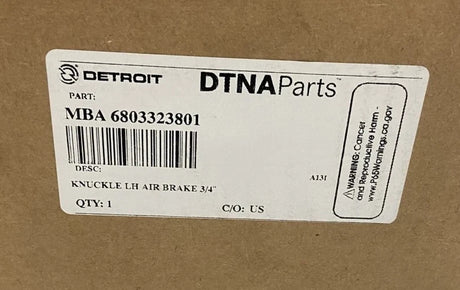 DETROIT
DTNAParts™
PART:
MBA 6803323801
DESC:
A131
KNUCKLE LH AIR BRAKE 3/4"
QTY: 1
C/O: US
⚠WARNING: Cancer
and Reproductive Harm -
www.P65Warnings.ca.gov